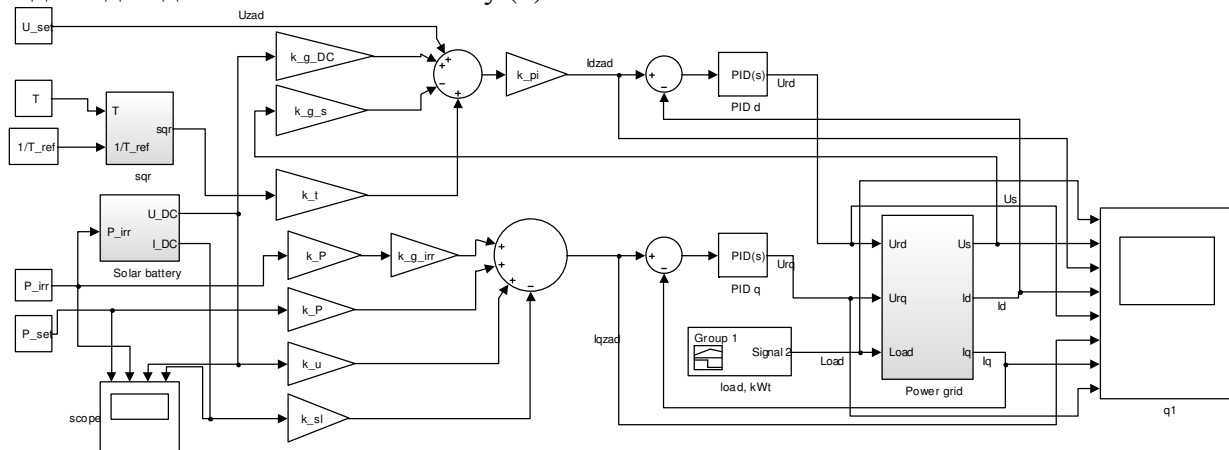 U_set
Uzad
k_g_DC
k_pi
Idzad
PID(s)
Urd
PID d
T
T
sqr
1/T_ref
1/T_ref
sqr
k_g_s
k_t
U_DC
P_irr
I_DC
Solar battery
P_irr
P_set
k_P
k_g_irr
k_P
k_u
k_sl
scope
Iqzad
PID(s)
Urq
PID q
Group 1
Signal 2
Load
load, kWt
Urd
Us
Us
Urq
Id
Id
Load
Iq
Iq
Power grid
q1